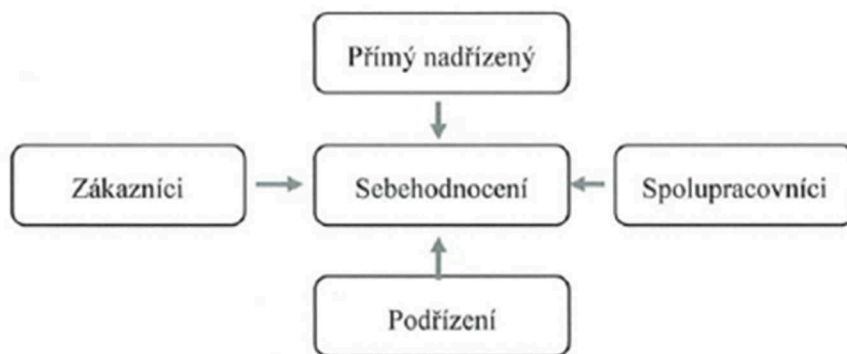 Přímý nadřízený
Zákazníci
Sebehodnocení
Spolupracovníci
Podřízení